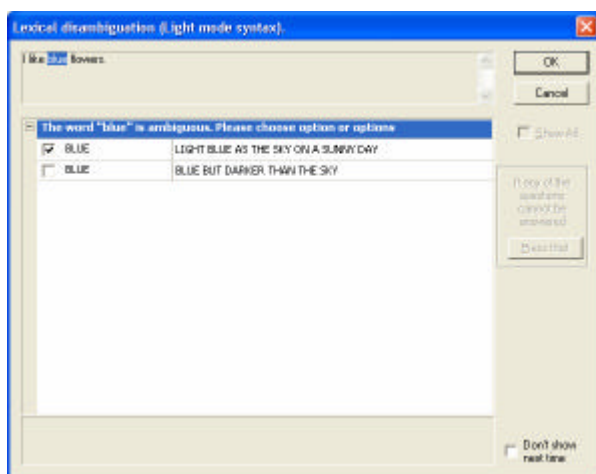 Lexical disambiguation (Light mode syntax).
I like blue flowers.
OK
Cancel
Show All
The word "blue" is ambiguous. Please choose option or options
BLUE LIGHT BLUE AS THE SKY ON A SUNNY DAY
BLUE BLUE BUT DARKER THAN THE SKY
If any of the
questions
cannot be
answered
Don't show
next time